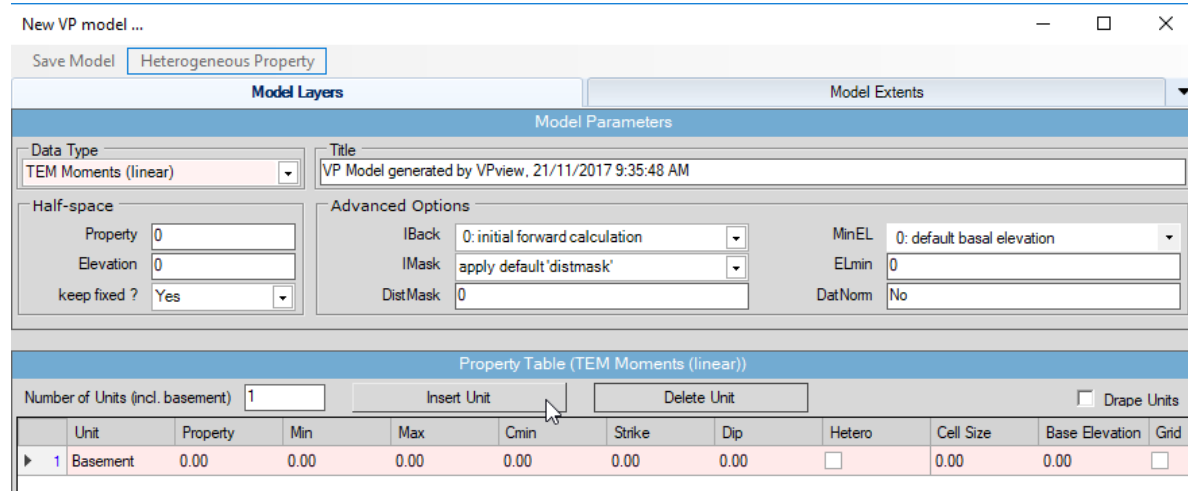 New VP model ...
Save Model Heterogeneous Property
Model Layers Model Extents
Model Parameters
Data Type Title
TEM Moments (linear) VP Model generated by VPview, 21/11/2017 9:35:48 AM
Half-space Advanced Options
Property 0 IBack 0: initial forward calculation MinEL 0: default basal elevation
Elevation 0 IMask apply default 'distmask' ELmin 0
keep fixed ? Yes DistMask 0 DatNorm No
Property Table (TEM Moments (linear))
Number of Units (incl. basement) 1 Insert Unit Delete Unit Drape Units
Unit Property Min Max Cmin Strike Dip Hetero Cell Size Base Elevation Grid
1 Basement 0.00 0.00 0.00 0.00 0.00 0.00 0.00 0.00